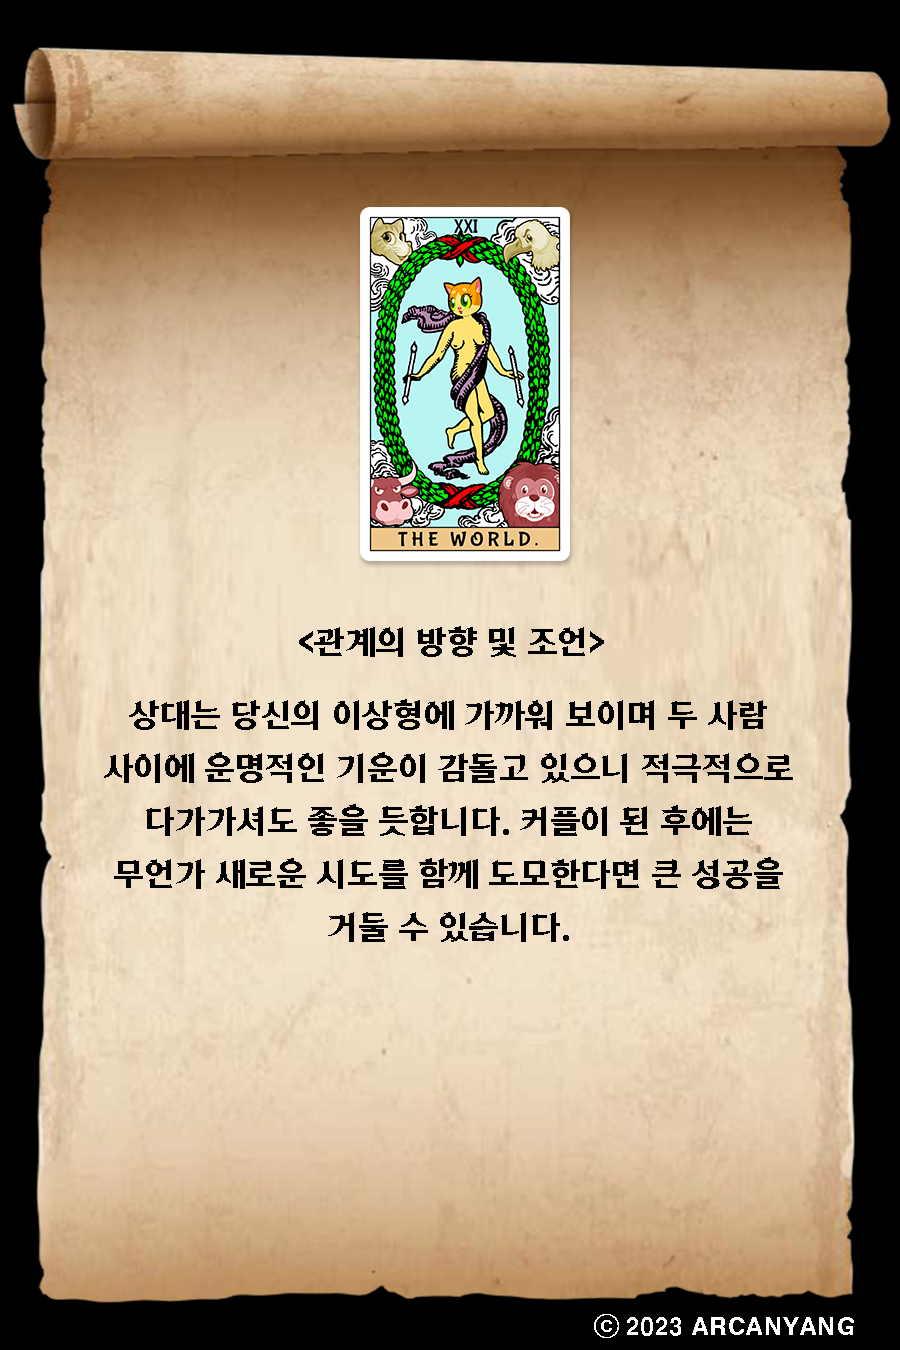 XXI
THE WORLD.
<관계의 방향 및 조언>
상대는 당신의 이상형에 가까워 보이며 두 사람
사이에 운명적인 기운이 감돌고 있으니 적극적으로
다가가셔도 좋을 듯합니다. 커플이 된 후에는
무언가 새로운 시도를 함께 도모한다면 큰 성공을
거둘 수 있습니다.
ⓒ 2023 ARCANYANG